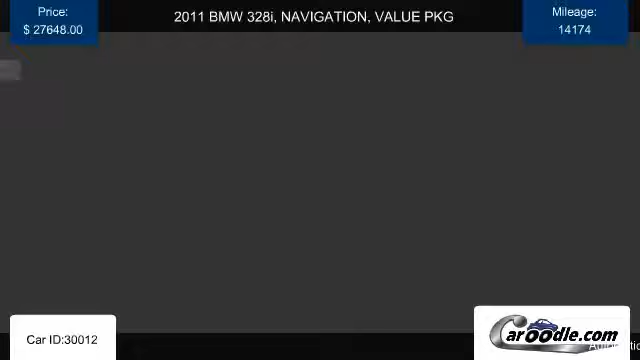 Price:
$ 27648.00
2011 BMW 328i, NAVIGATION, VALUE PKG
Mileage:
14174
Car ID:30012
Caroodle.com